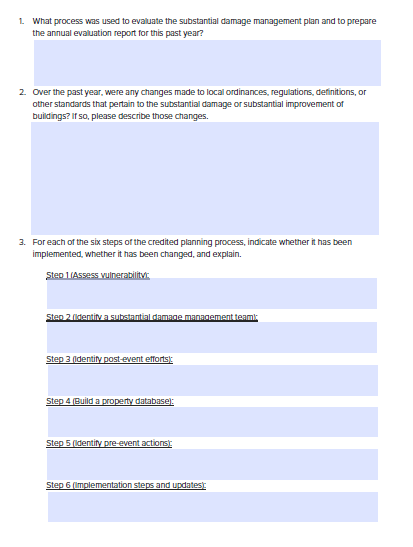 1. What process was used to evaluate the substantial damage management plan and to prepare
the annual evaluation report for this past year?
2. Over the past year, were any changes made to local ordinances, regulations, definitions, or
other standards that pertain to the substantial damage or substantial improvement of
buildings? If so, please describe those changes.
3. For each of the six steps of the credited planning process, indicate whether it has been
implemented, whether it has been changed, and explain.
Step 1 (Assess vulnerability):
Step 2 (Identify a substantial damage management team):
Step 3 (Identify post-event efforts):
Step 4 (Build a property database):
Step 5 (Identify pre-event actions):
Step 6 (Implementation steps and updates):